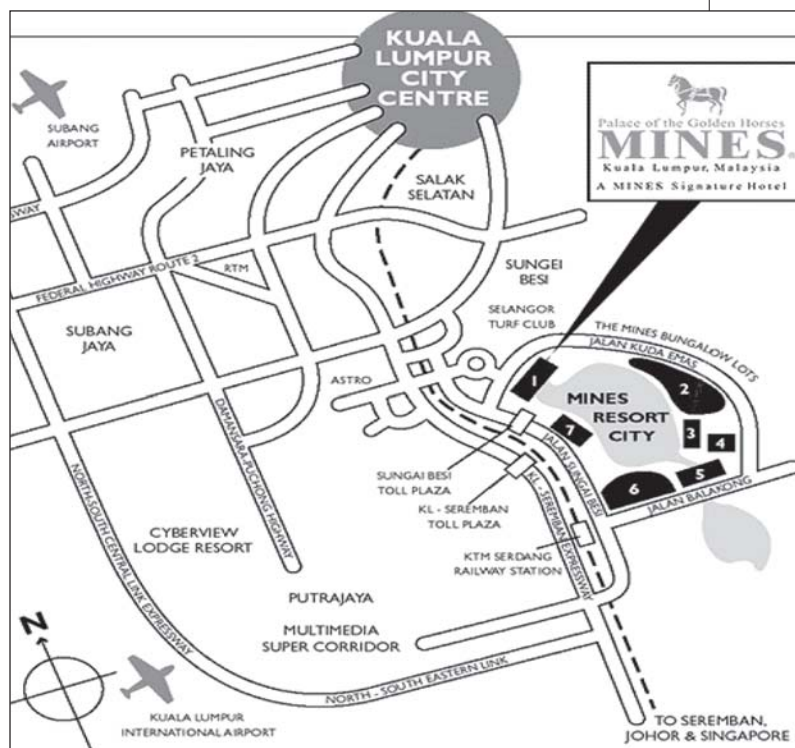 KUALA
LUMPUR
CITY
CENTRE
SUBANG
AIRPORT
PETALING
JAYA
SALAK
SELATAN
Palace of the Golden Horses
MINES
Kuala Lumpur, Malaysia
A MINES Signature Hotel
FEDERAL HIGHWAY ROUTE 2
RTM
SUNGEI
BESI
SELANGOR
TURF CLUB
THE MINES BUNGALOW LOTS
JALAN KUDA EMAS
SUBANG
JAYA
ASTRO
1
2
MINES
RESORT
CITY
3
4
7
5
6
JALAN SUNGAI BESI
JALAN BALAKONG
DAMANSARA-PUCHONG HIGHWAY
SUNGAI BESI
TOLL PLAZA
KL - SEREMBAN
TOLL PLAZA
KL - SEREMBAN EXPRESSWAY
KTM SERDANG
RAILWAY STATION
NORTH-SOUTH CENTRAL LINK EXPRESSWAY
CYBERVIEW
LODGE RESORT
PUTRAJAYA
MULTIMEDIA
SUPER CORRIDOR
N
NORTH - SOUTH EASTERN LINK
KUALA LUMPUR
INTERNATIONAL AIRPORT
TO SEREMBAN,
JOHOR & SINGAPORE